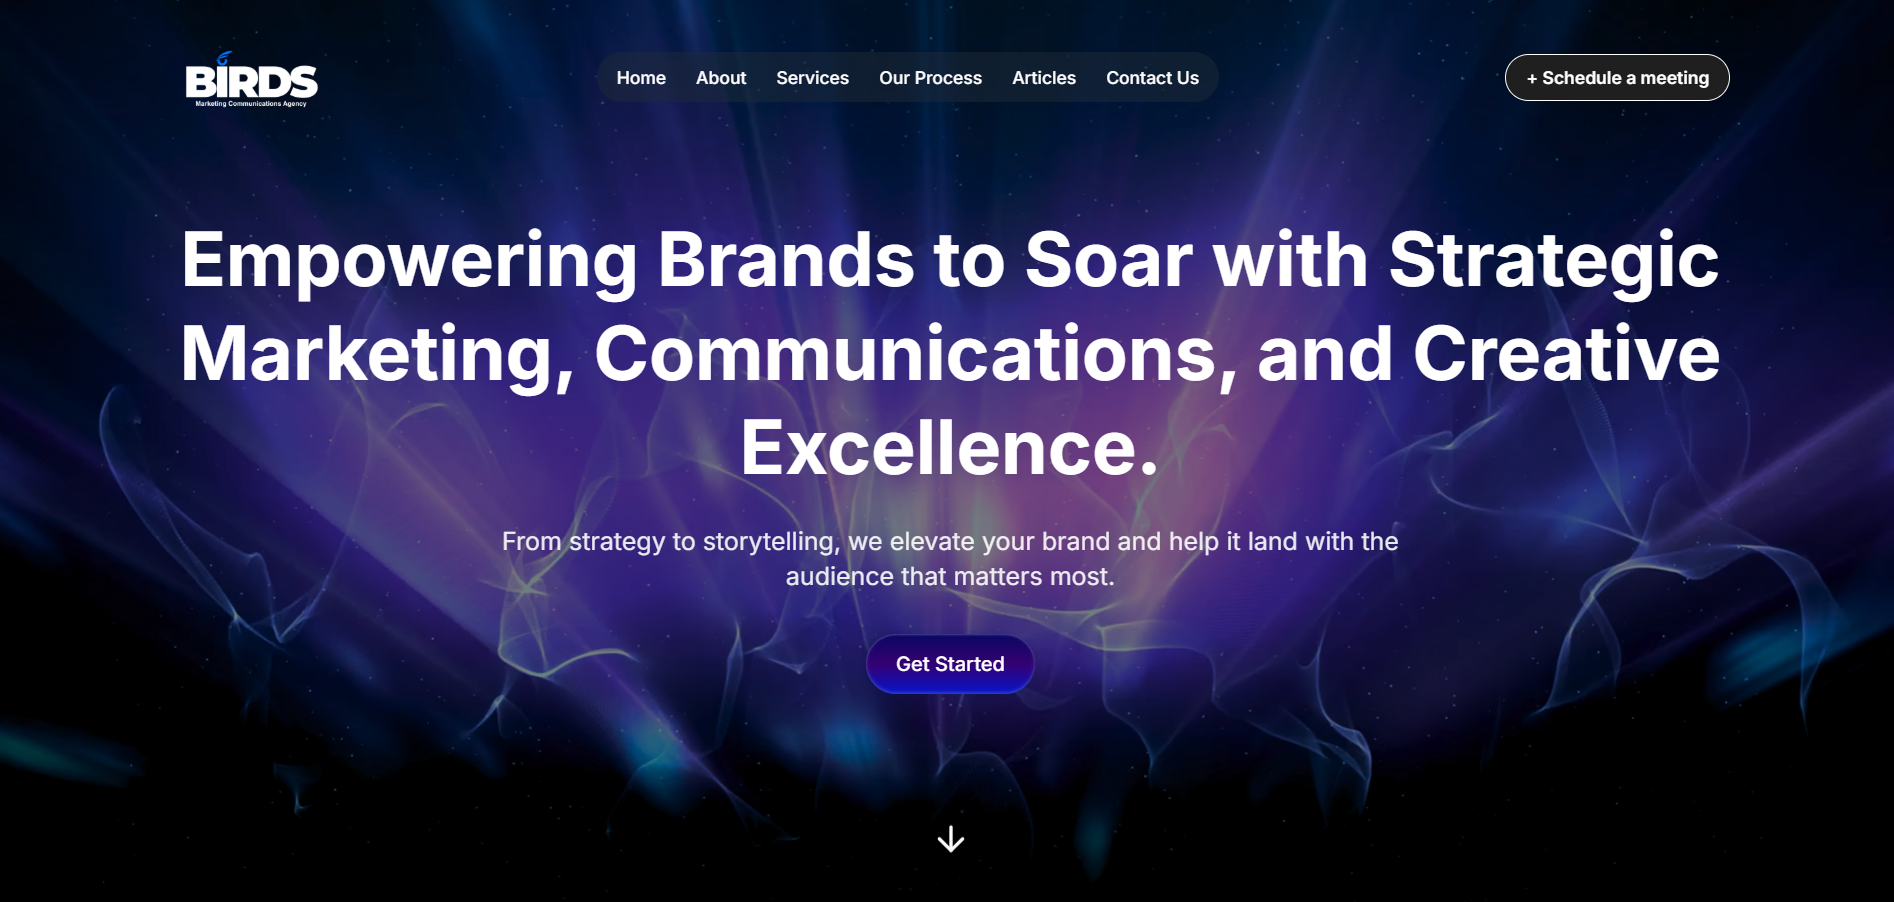 BIRDS
Marketing Communications Agency
Home About Services Our Process Articles Contact Us
+ Schedule a meeting
Empowering Brands to Soar with Strategic
Marketing, Communications, and Creative
Excellence.
From strategy to storytelling, we elevate your brand and help it land with the
audience that matters most.
Get Started